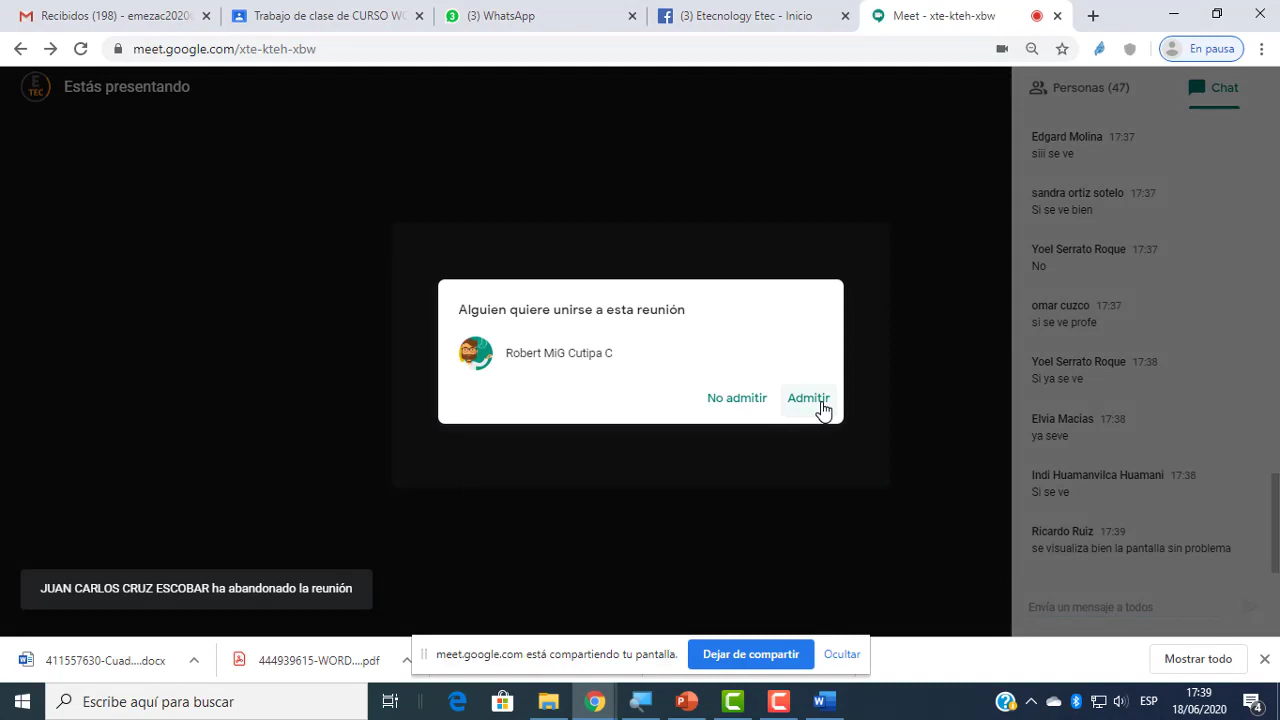 Recibidos (198) - emezac2020
Trabajo de clase de CURSO WO
(3) WhatsApp
(3) Etecnology Etec - Inicio
Meet - xte-kteh-xbw
meet.google.com/xte-kteh-xbw
En pausa
E
TEC
Estás presentando
Personas (47)
Chat
Edgard Molina 17:37
siii se ve
sandra ortiz sotelo 17:37
Si se ve bien
Yoel Serrato Roque 17:37
No
omar cuzco 17:37
si se ve profe
Yoel Serrato Roque 17:38
Si ya se ve
Elvia Macías 17:38
ya seve
Indi Huamanvilca Huamani 17:38
Si se ve
Ricardo Ruiz 17:39
se visualiza bien la pantalla sin problema
Envía un mensaje a todos
Alguien quiere unirse a esta reunión
Robert MiG Cutipa C
No admitir
Admitir
JUAN CARLOS CRUZ ESCOBAR ha abandonado la reunión
411557630-Cuad....docx
444939615-WORD....pdf
meet.google.com está compartiendo tu pantalla.
Dejar de compartir
Ocultar
Mostrar todo
Escribe aquí para buscar
ESP
17:39
18/06/2020
4